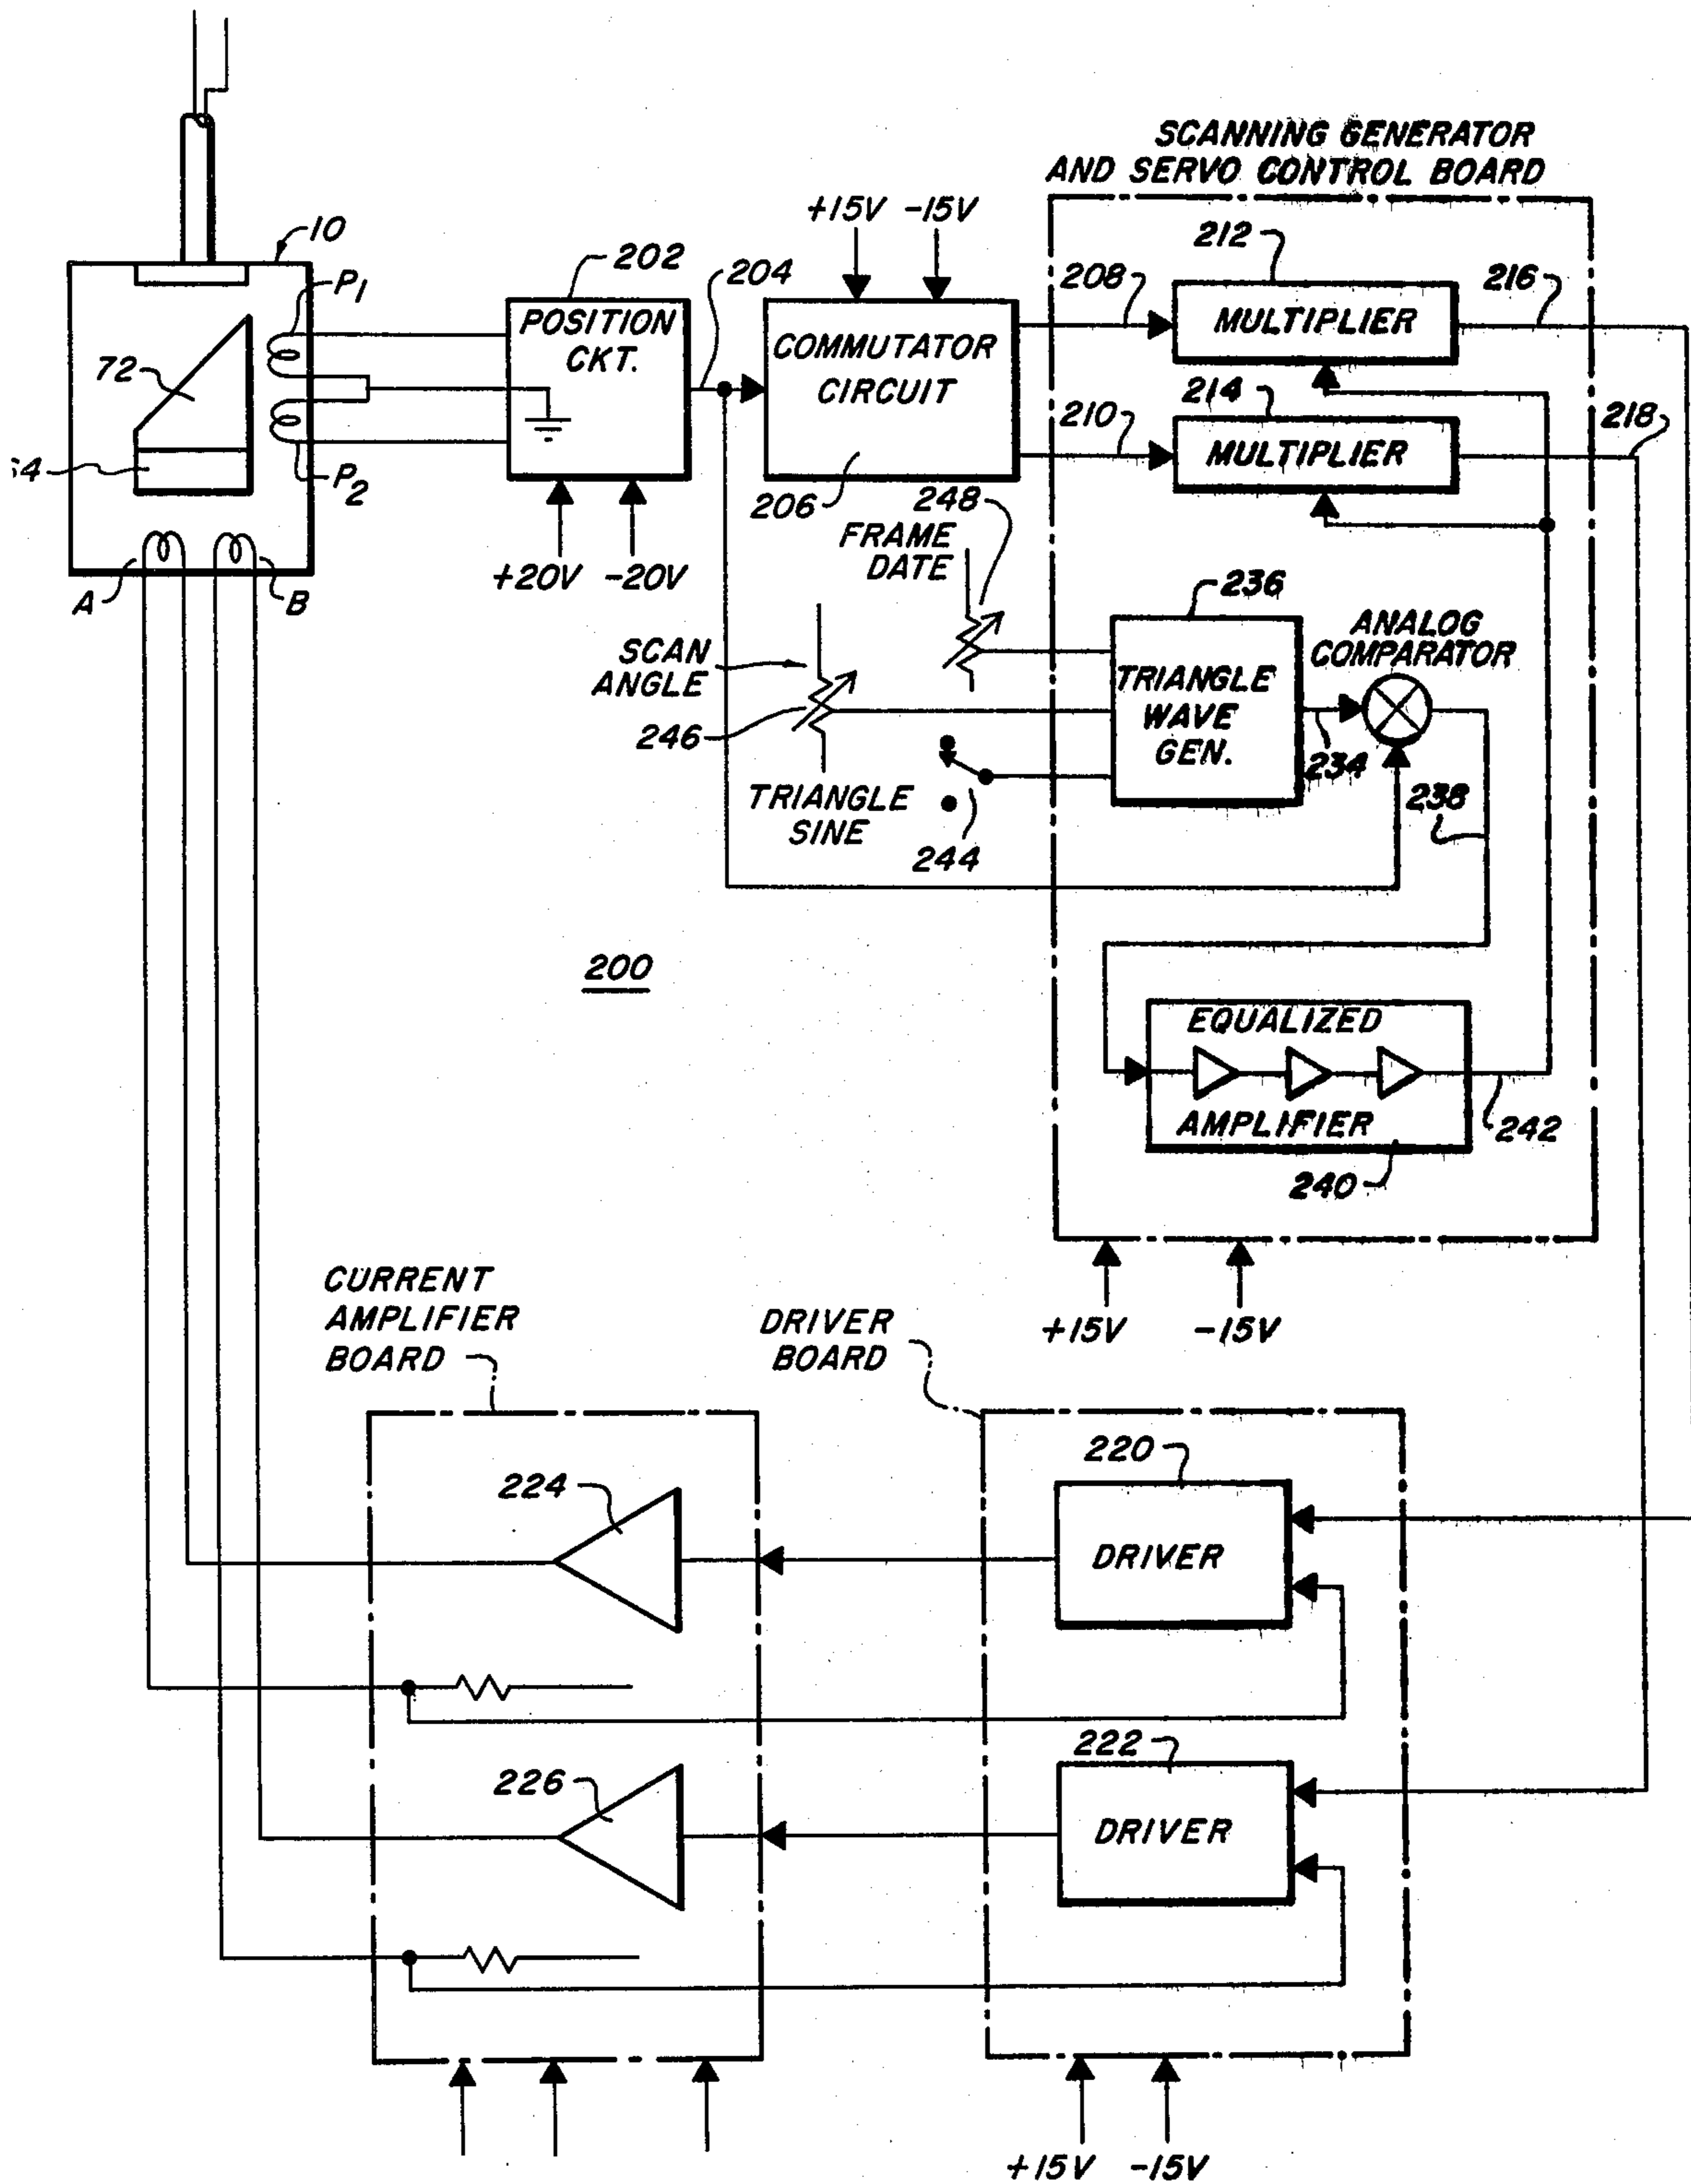 SCANNING GENERATOR
AND SERVO CONTROL BOARD
10
P1
72
P2
A
B
202
POSITION
CKT.
+20V -20V
204
+15V -15V
COMMUTATOR
CIRCUIT
206
208
210
212
MULTIPLIER
214
MULTIPLIER
216
218
248
FRAME
DATE
SCAN
ANGLE
246
TRIANGLE
SINE
244
236
TRIANGLE
WAVE
GEN.
ANALOG
COMPARATOR
234
238
200
EQUALIZED
AMPLIFIER
242
240
+15V -15V
CURRENT
AMPLIFIER
BOARD
DRIVER
BOARD
224
220
DRIVER
226
222
DRIVER
+15V -15V